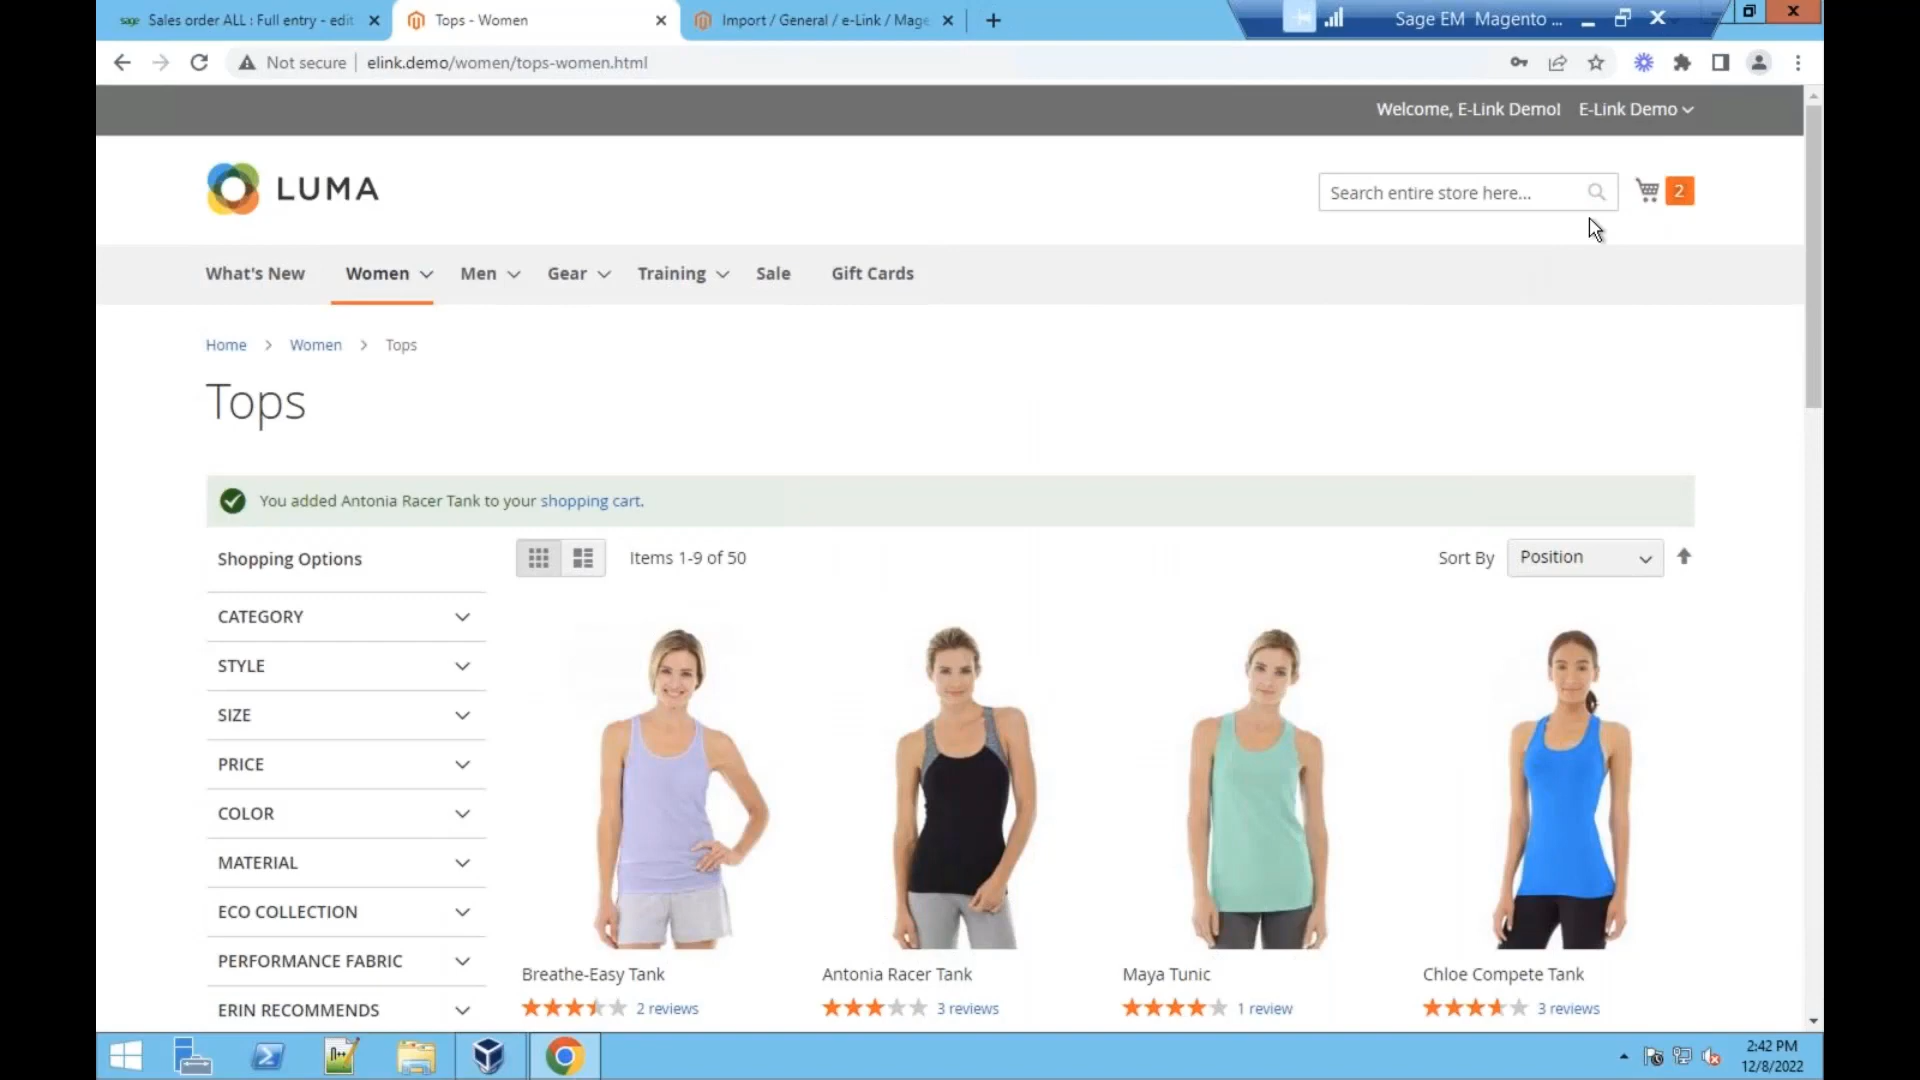 sage Sales order ALL : Full entry - edit
Tops - Women
Import / General / e-Link / Mage
Sage EM Magento ...
Not secure | elink.demo/women/tops-women.html
Welcome, E-Link Demo! E-Link Demo
LUMA
Search entire store here...
2
What's New Women Men Gear Training Sale Gift Cards
Home > Women > Tops
Tops
You added Antonia Racer Tank to your shopping cart.
Shopping Options
Items 1-9 of 50
Sort By Position
CATEGORY
STYLE
SIZE
PRICE
COLOR
MATERIAL
ECO COLLECTION
PERFORMANCE FABRIC
ERIN RECOMMENDS
Breathe-Easy Tank
2 reviews
Antonia Racer Tank
3 reviews
Maya Tunic
1 review
Chloe Compete Tank
3 reviews
2:42 PM
12/8/2022